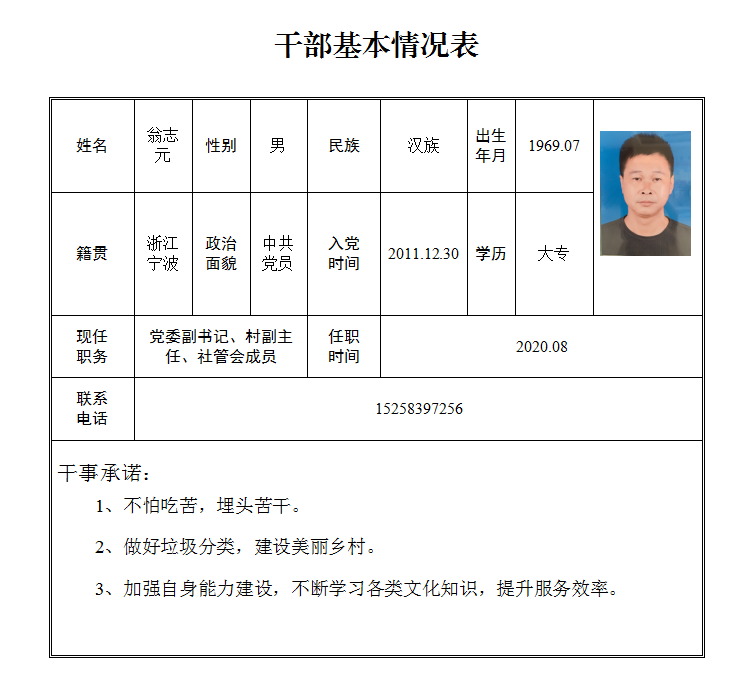 干部基本情况表
姓名 翁志元 性别 男 民族 汉族 出生年月 1969.07
籍贯 浙江宁波 政治面貌 中共党员 入党时间 2011.12.30 学历 大专
现任职务 党委副书记、村副主任、社管会成员 任职时间 2020.08
联系电话 15258397256
干事承诺：
1、不怕吃苦，埋头苦干。
2、做好垃圾分类，建设美丽乡村。
3、加强自身能力建设，不断学习各类文化知识，提升服务效率。